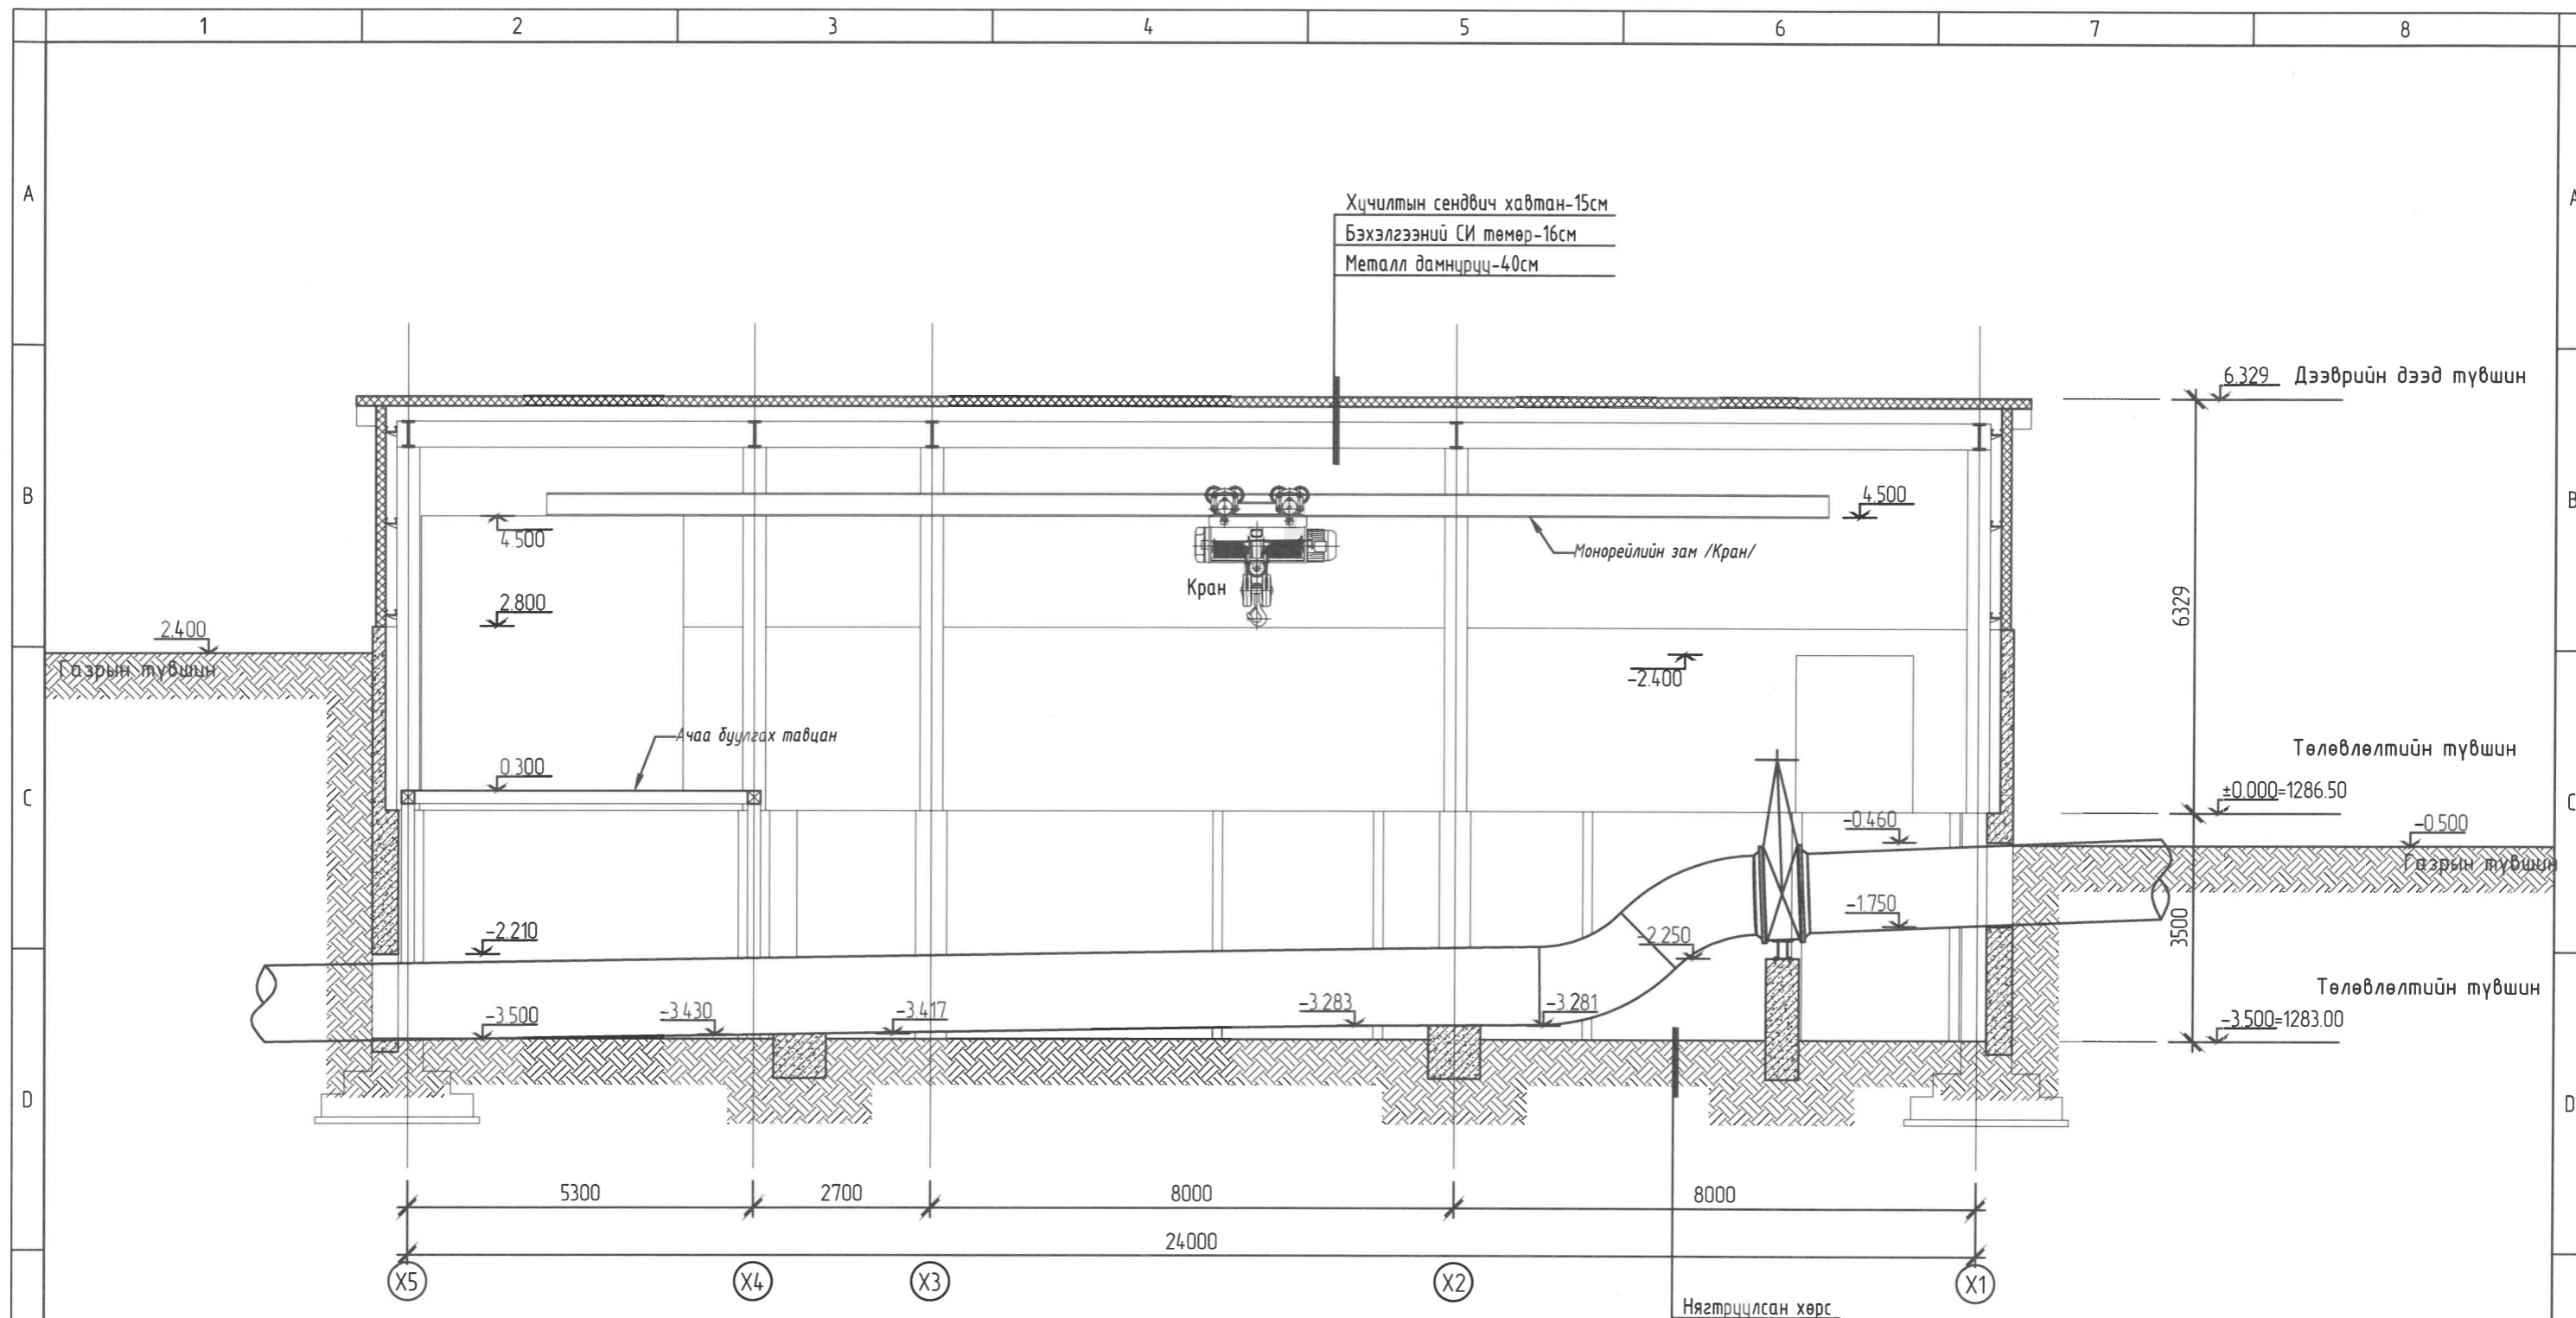 1 2 3 4 5 6 7 8
A A
Хучилтын сендвич хавтан-15см
Бэхэлгээний СИ төмөр-16см
Металл дамнуруу-40см
6.329 Дээврийн дээд түвшин
B B
4.500
4.500
Монорейлийн зам /Кран/
Кран
2.800
6329
2.400
Газрын түвшин
-2.400
Ачаа буулгах тавцан
Төлөвлөлтийн түвшин
0.300
C C
±0.000=1286.50
-0.460
-0.500
Газрын түвшин
-1.750
-2.210
-2.250
3500
Төлөвлөлтийн түвшин
-3.500
-3.430
-3.417
-3.283
-3.281
-3.500=1283.00
D D
5300 2700 8000 8000
24000
X5 X4 X3 X2 X1
Нягтруулсан хөрс